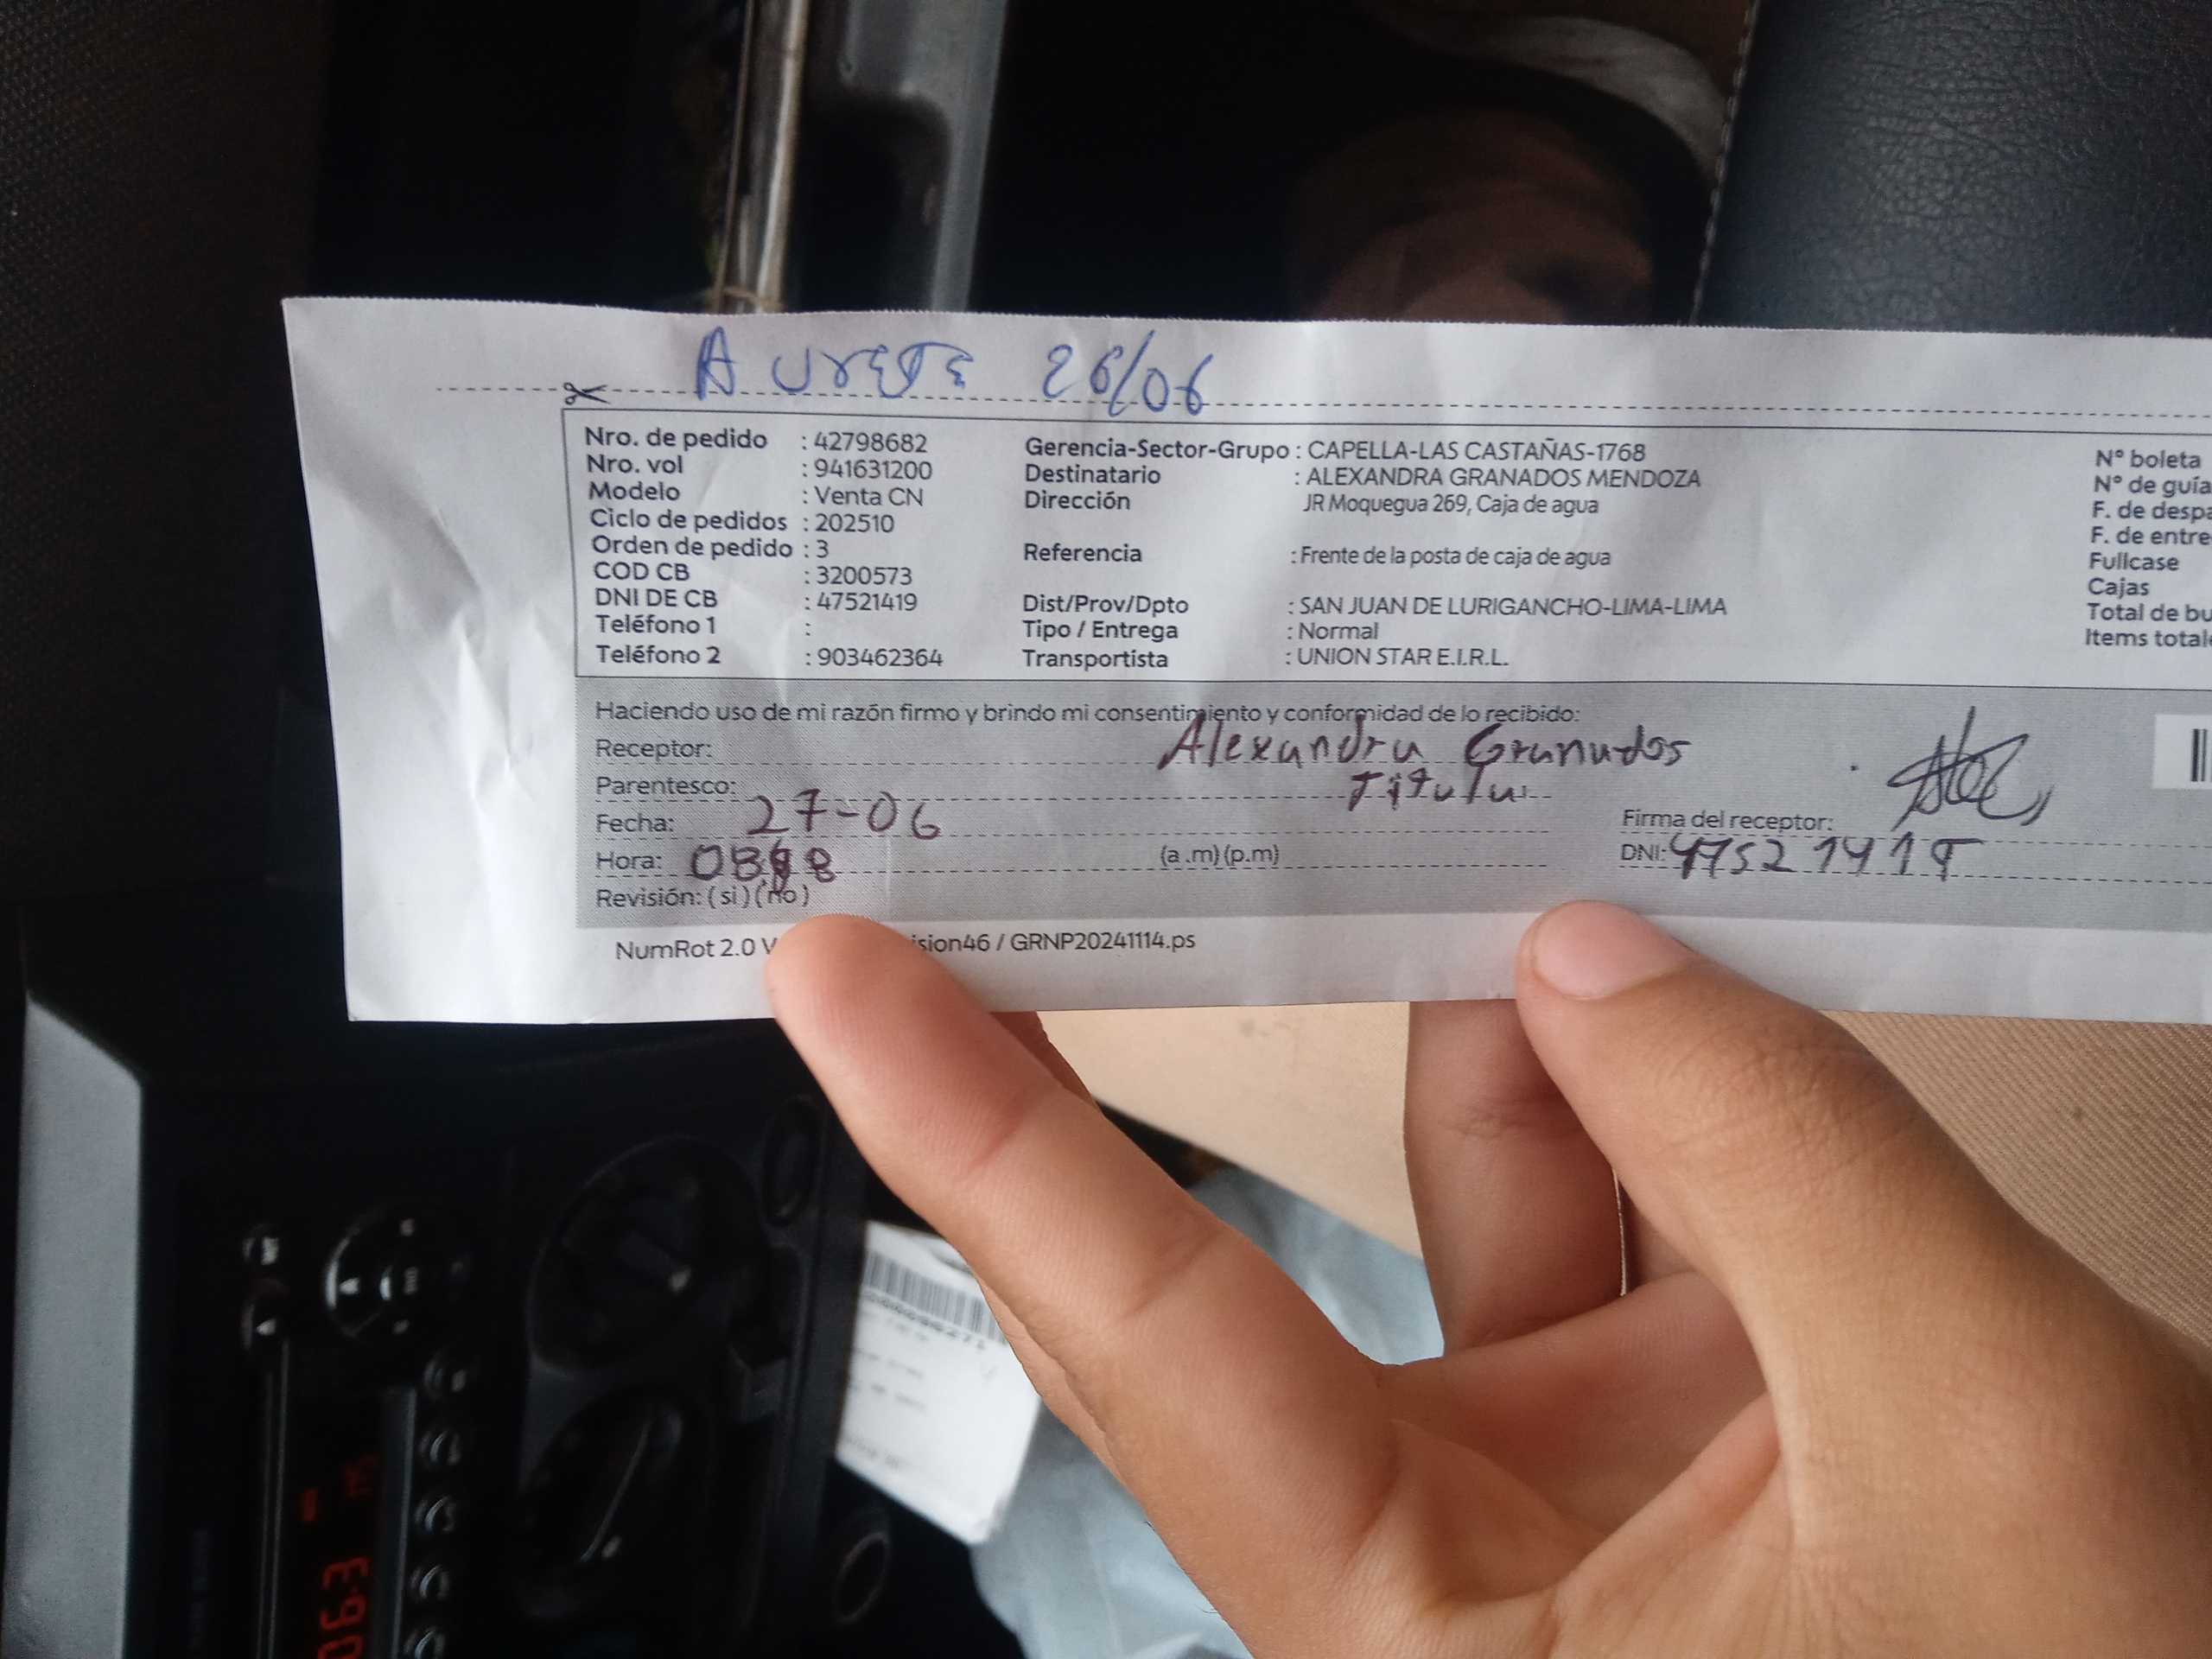 AURETE 26/06
Nro. de pedido : 42798682
Nro. vol : 941631200
Modelo : Venta CN
Ciclo de pedidos : 202510
Orden de pedido : 3
COD CB : 3200573
DNI DE CB : 47521419
Teléfono 1 :
Teléfono 2 : 903462364
Gerencia-Sector-Grupo : CAPELLA-LAS CASTAÑAS-1768
Destinatario : ALEXANDRA GRANADOS MENDOZA
Dirección JR Moquegua 269, Caja de agua
Referencia : Frente de la posta de caja de agua
Dist/Prov/Dpto : SAN JUAN DE LURIGANCHO-LIMA-LIMA
Tipo / Entrega : Normal
Transportista : UNION STAR E.I.R.L.
N° boleta
N° de guía
F. de despa
F. de entre
Fullcase
Cajas
Total de bu
Items total
Haciendo uso de mi razón firmo y brindo mi consentimiento y conformidad de lo recibido:
Receptor: Alexandra Granados
Parentesco: Titular
Fecha: 27-06
Hora: (a.m)(p.m)
Revisión: (si)(no)
Firma del receptor:
DNI: 47521419
NumRot 2.0 V ision46 / GRNP20241114.ps